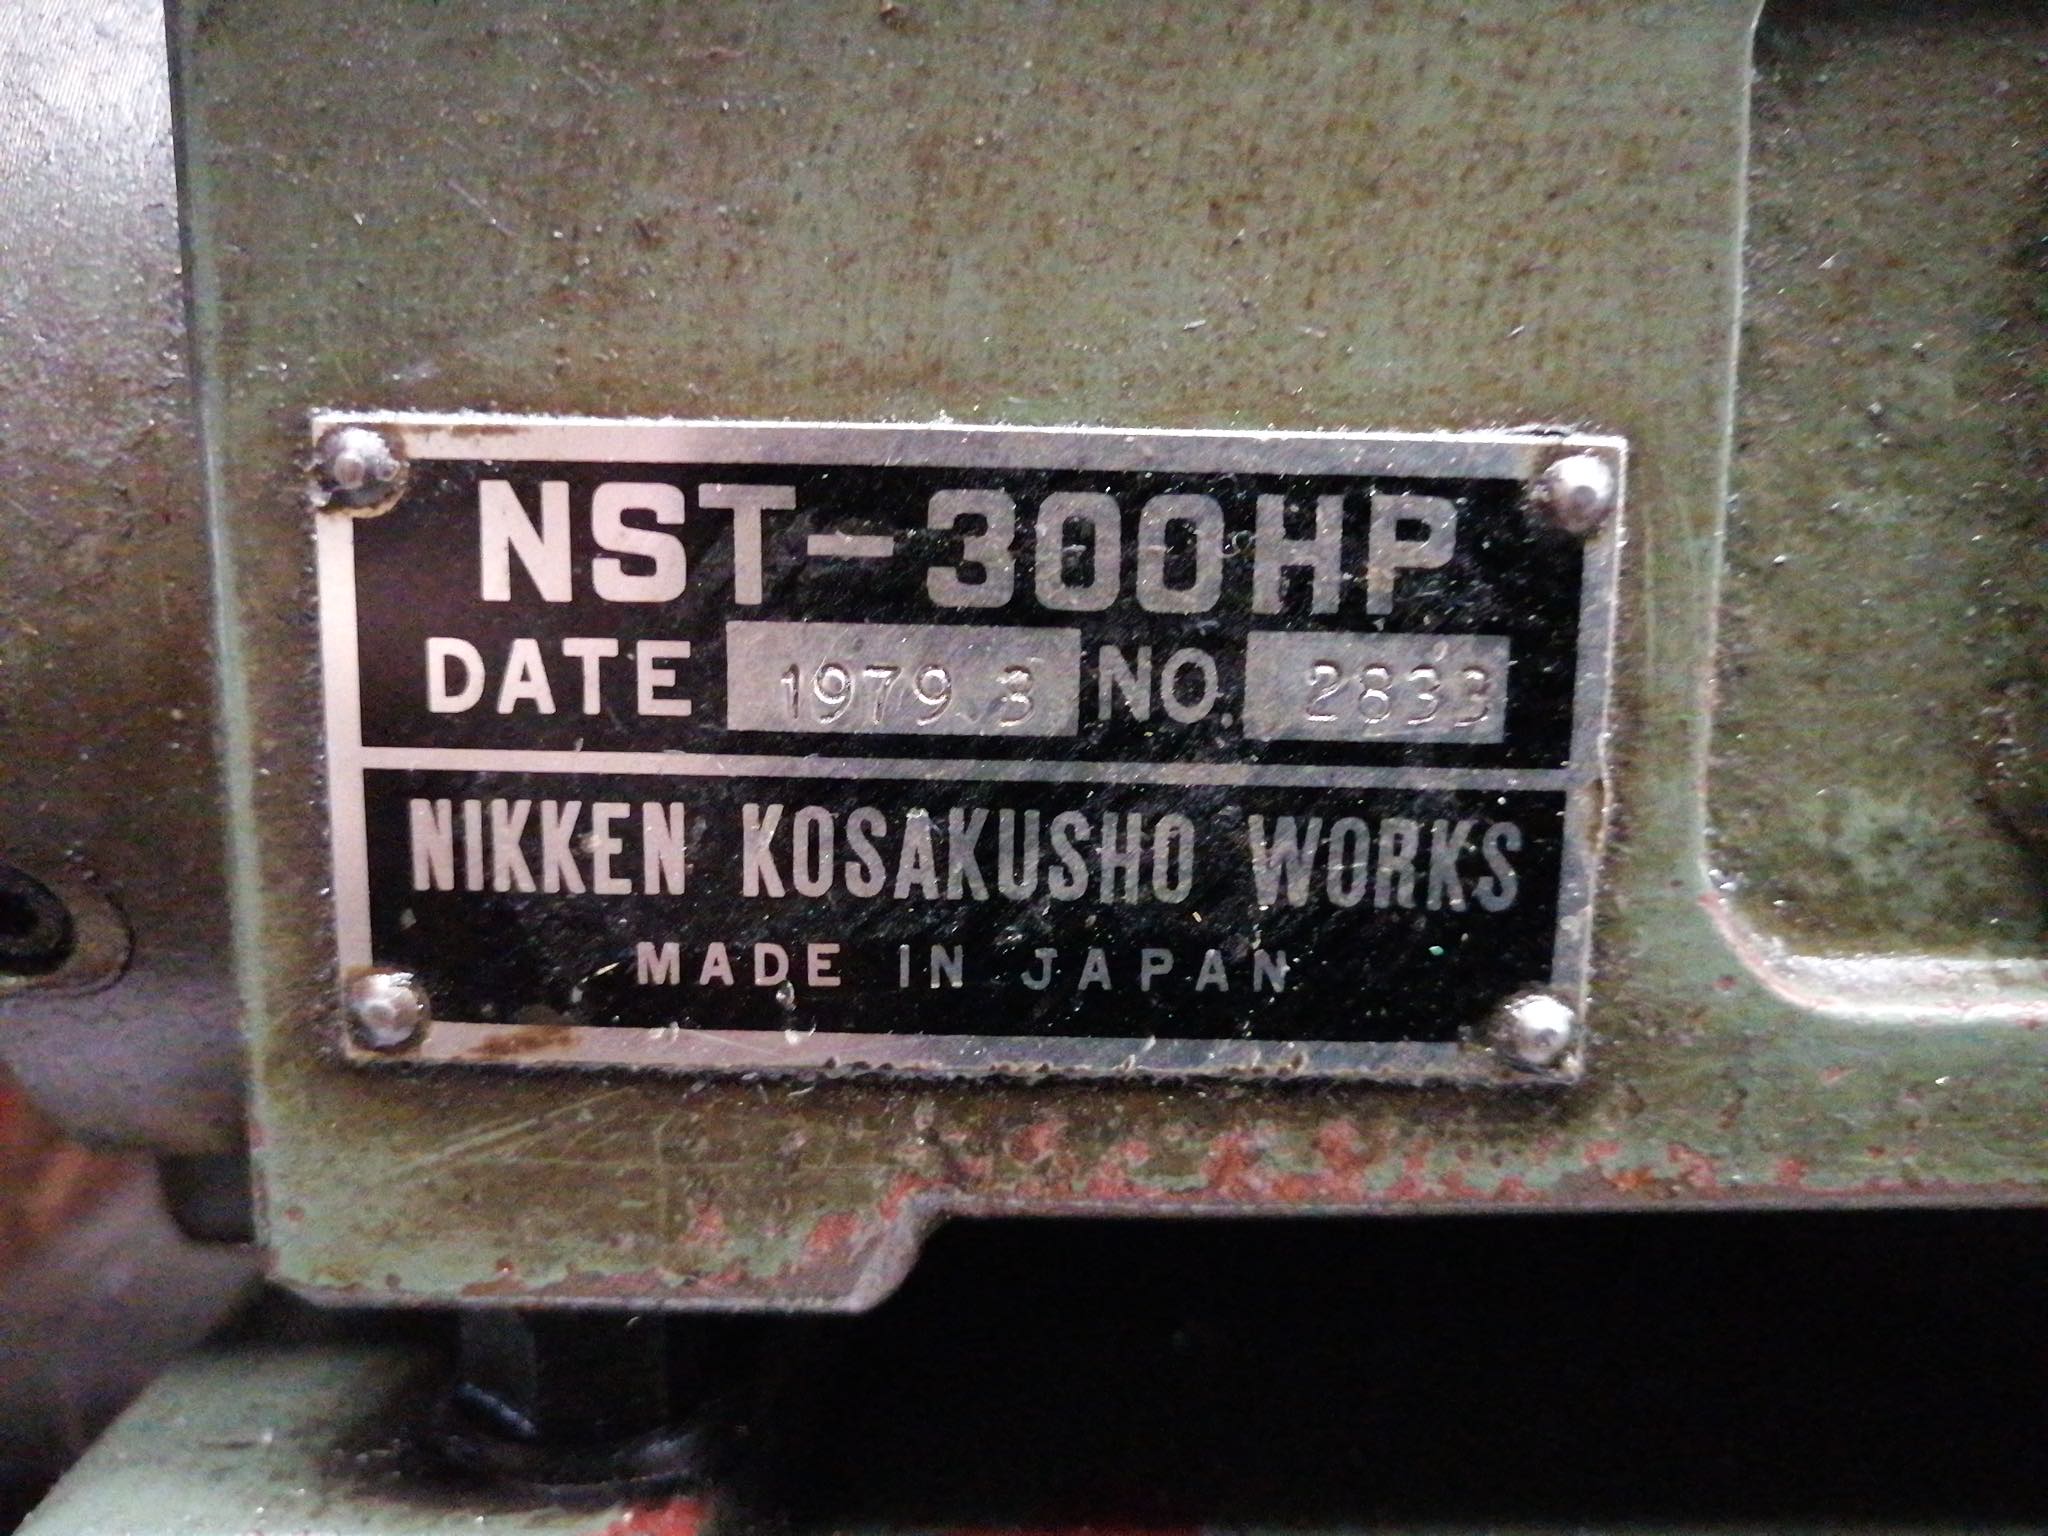 NST-300HP
DATE 1979.3 NO. 2833
NIKKEN KOSAKUSHO WORKS
MADE IN JAPAN